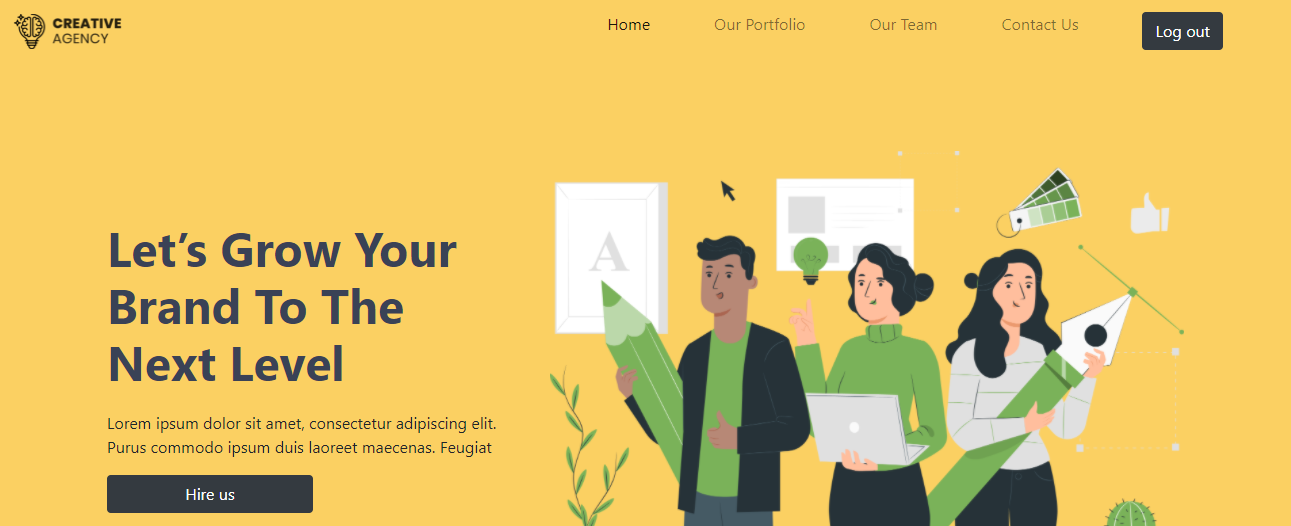 CREATIVE
AGENCY
Home
Our Portfolio
Our Team
Contact Us
Log out
A
Let’s Grow Your
Brand To The
Next Level
Lorem ipsum dolor sit amet, consectetur adipiscing elit.
Purus commodo ipsum duis laoreet maecenas. Feugiat
Hire us